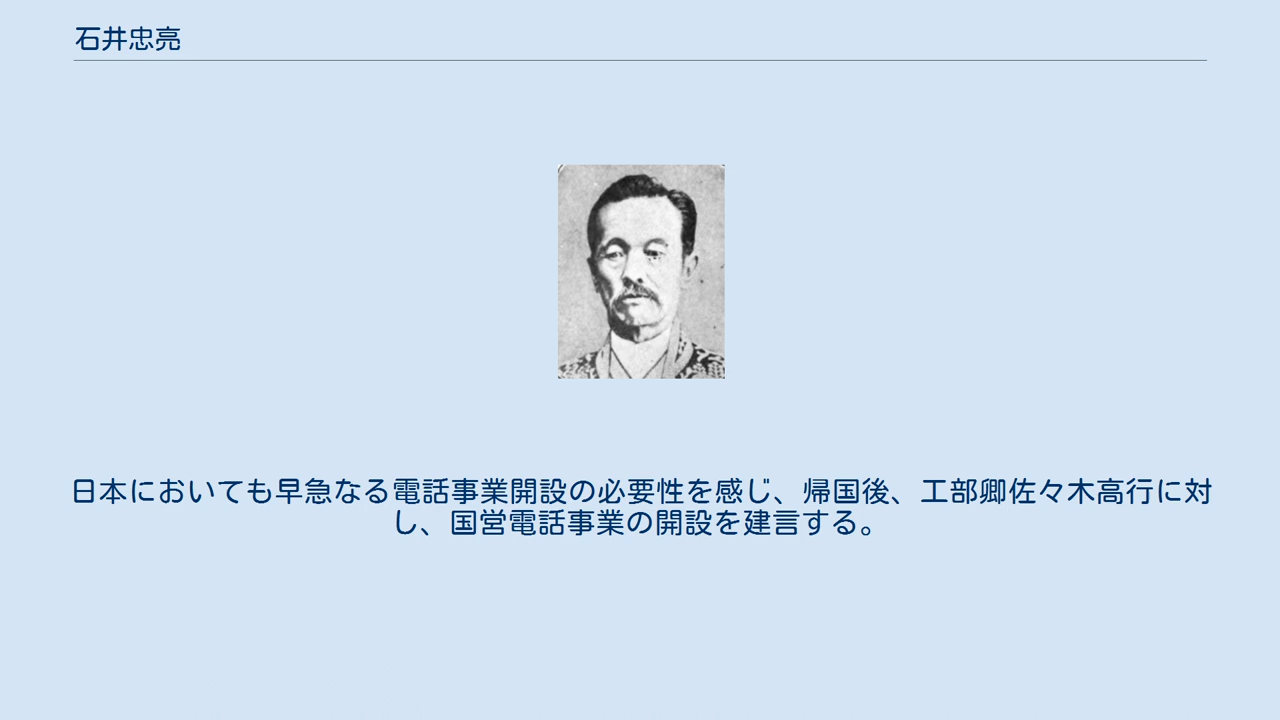 石井忠亮
日本においても早急なる電話事業開設の必要性を感じ、帰国後、工部卿佐々木高行に対
し、国営電話事業の開設を建言する。